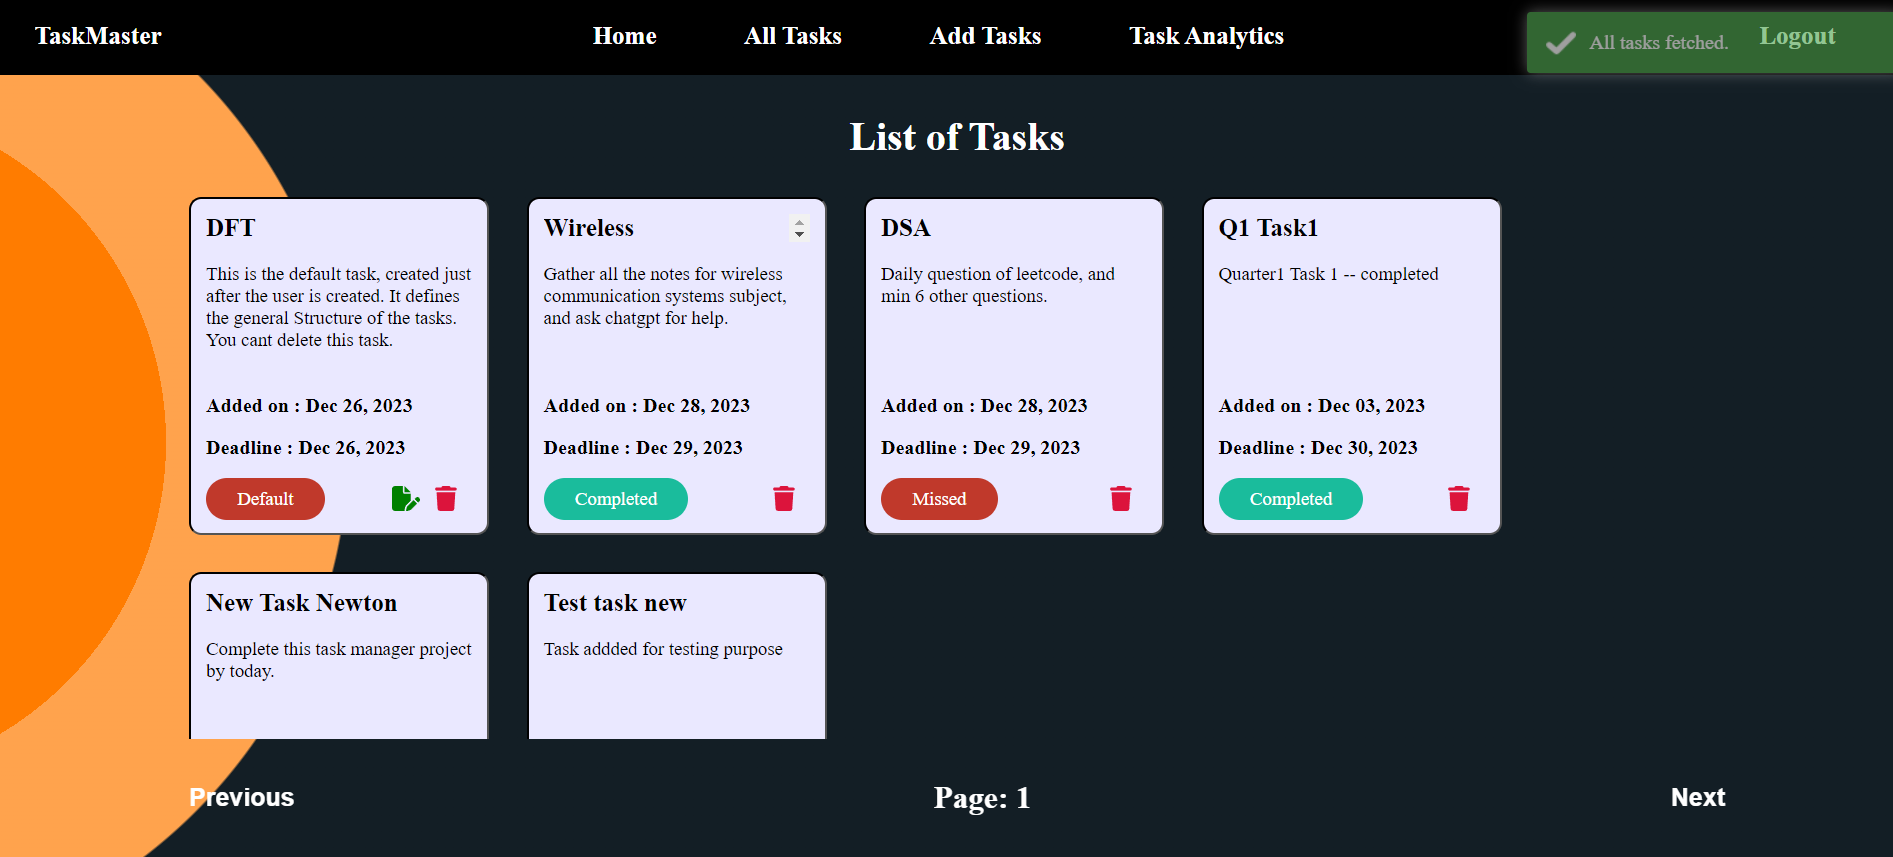 TaskMaster
Home
All Tasks
Add Tasks
Task Analytics
All tasks fetched.
Logout
List of Tasks
DFT
This is the default task, created just
after the user is created. It defines
the general Structure of the tasks.
You cant delete this task.
Added on : Dec 26, 2023
Deadline : Dec 26, 2023
Default
Wireless
Gather all the notes for wireless
communication systems subject,
and ask chatgpt for help.
Added on : Dec 28, 2023
Deadline : Dec 29, 2023
Completed
DSA
Daily question of leetcode, and
min 6 other questions.
Added on : Dec 28, 2023
Deadline : Dec 29, 2023
Missed
Q1 Task1
Quarter1 Task 1 -- completed
Added on : Dec 03, 2023
Deadline : Dec 30, 2023
Completed
New Task Newton
Complete this task manager project
by today.
Test task new
Task addded for testing purpose
Previous
Page: 1
Next